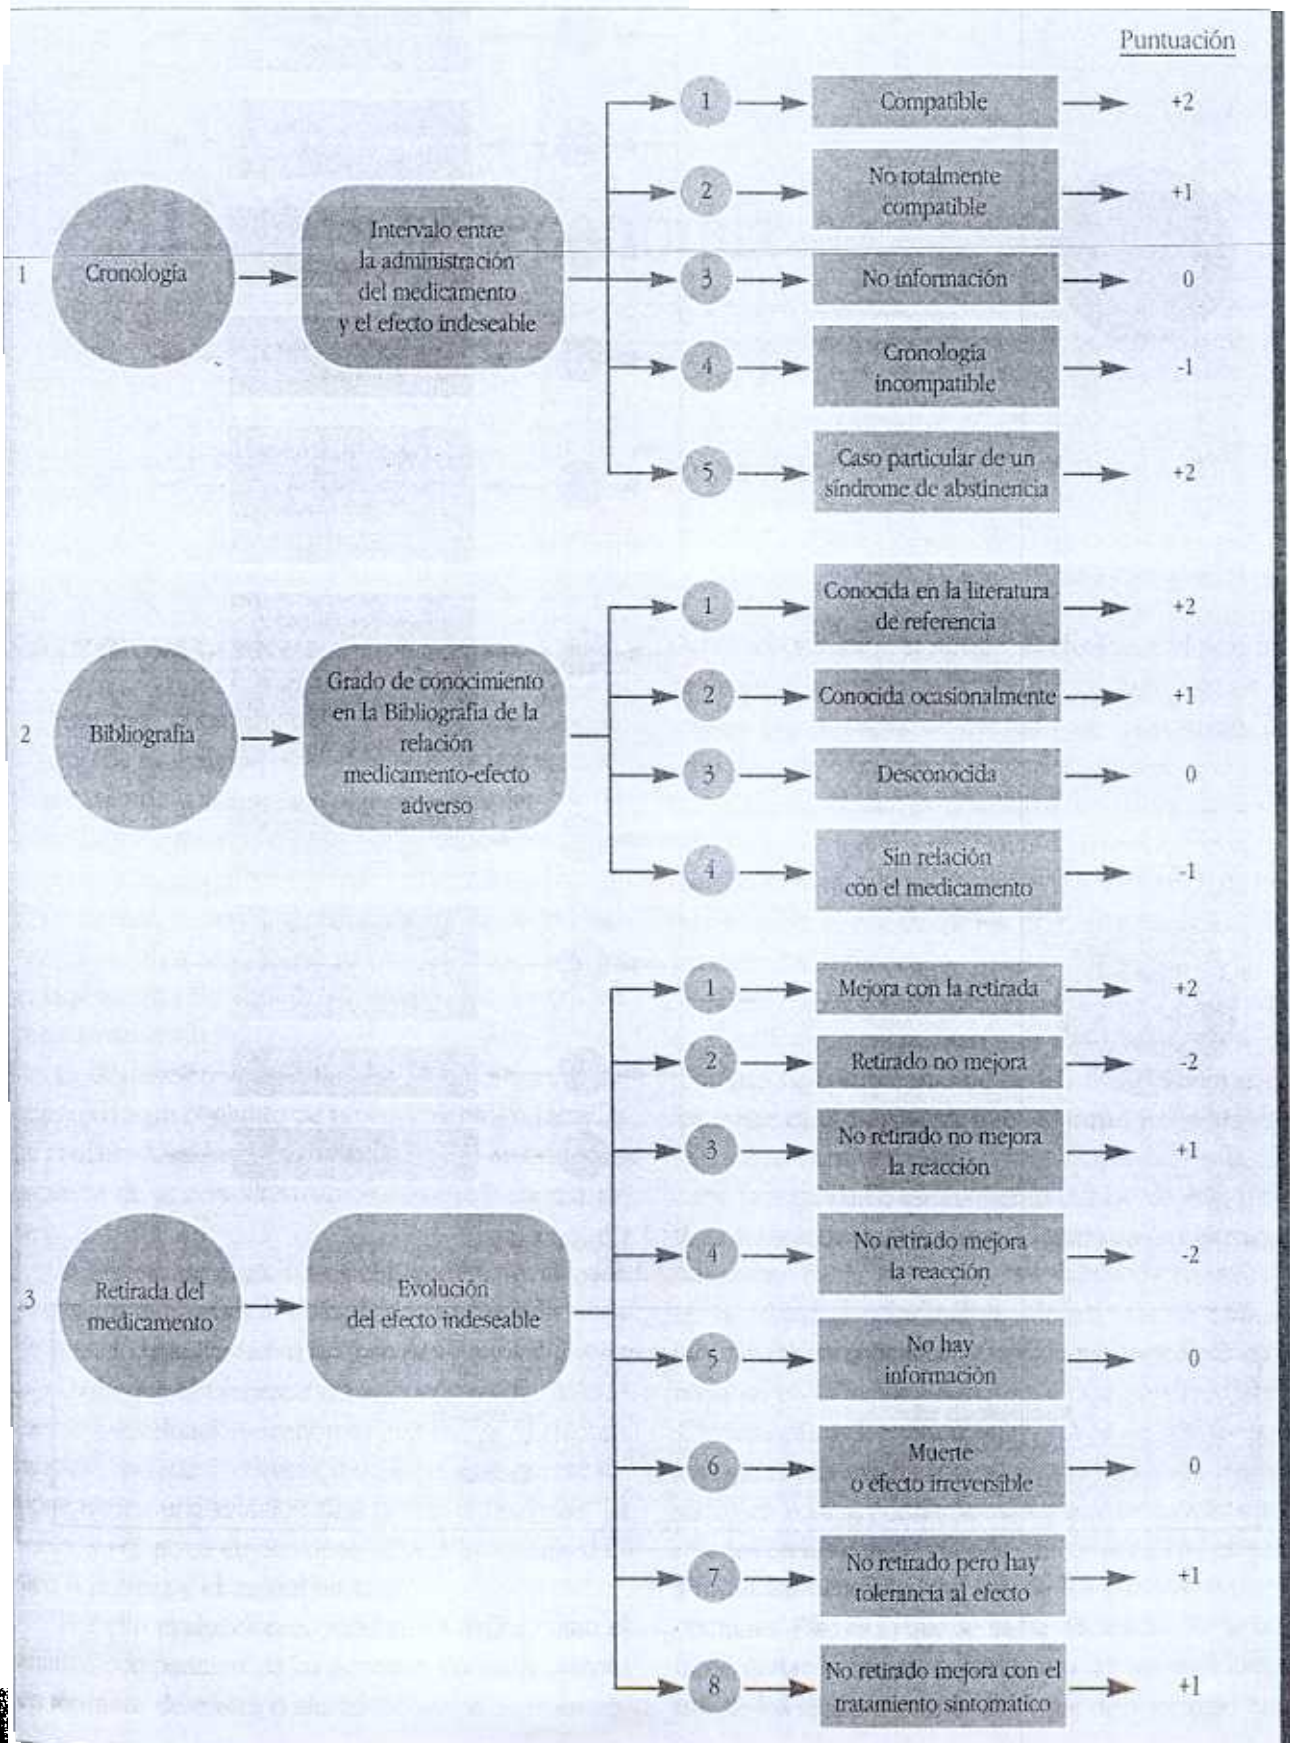 Puntuación
1
Cronología
Intervalo entre
la administración
del medicamento
y el efecto indeseable
1
Compatible
+2
2
No totalmente
compatible
+1
3
No información
0
4
Cronología
incompatible
-1
5
Caso particular de un
síndrome de abstinencia
+2
2
Bibliografía
Grado de conocimiento
en la Bibliografía de la
relación
medicamento-efecto
adverso
1
Conocida en la literatura
de referencia
+2
2
Conocida ocasionalmente
+1
3
Desconocida
0
4
Sin relación
con el medicamento
-1
3
Retirada del
medicamento
Evolución
del efecto indeseable
1
Mejora con la retirada
+2
2
Retirado no mejora
-2
3
No retirado no mejora
la reacción
+1
4
No retirado mejora
la reacción
-2
5
No hay
información
0
6
Muerte
o efecto irreversible
0
7
No retirado pero hay
tolerancia al efecto
+1
8
No retirado mejora con el
tratamiento sintomático
+1